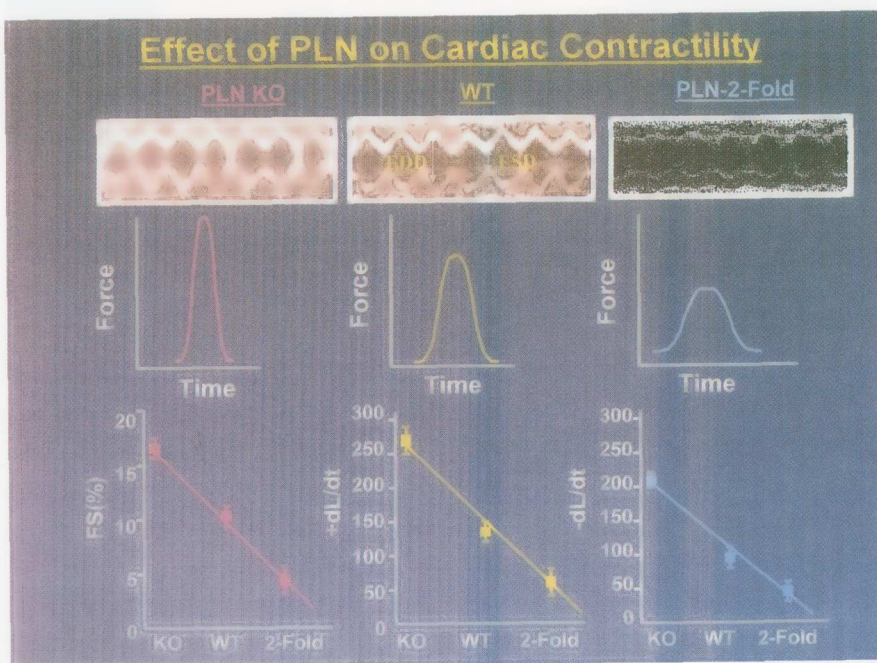 Effect of PLN on Cardiac Contractility
PLN KO
WT
PLN-2-Fold
EDD
ESD
Force
Time
Force
Time
Force
Time
FS(%)
20
15
10
5
0
KO WT 2-Fold
+dL/dt
300
250
200
150
100
50
0
KO WT 2-Fold
-dL/dt
300
250
200
150
100
50
0
KO WT 2-Fold